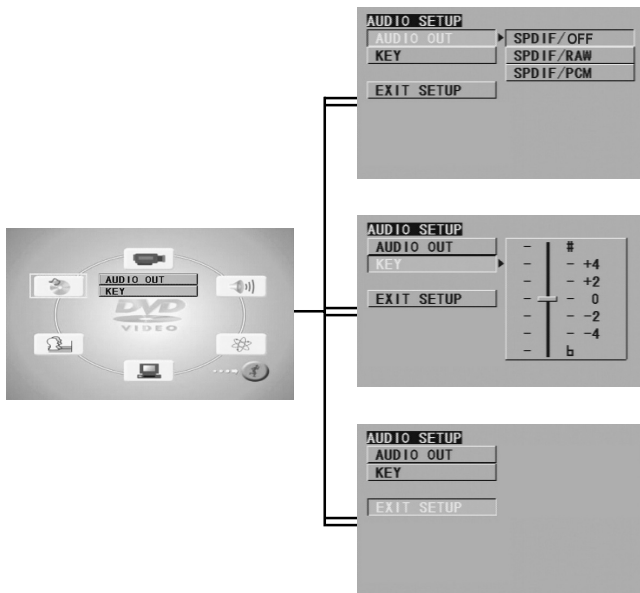 AUDIO SETUP
AUDIO OUT
SPDIF/OFF
KEY
SPDIF/RAW
SPDIF/PCM
EXIT SETUP
AUDIO OUT
KEY
DVD
VIDEO
AUDIO SETUP
AUDIO OUT
KEY
EXIT SETUP
- #
- - +4
- - +2
- - 0
- - -2
- - -4
- b
AUDIO SETUP
AUDIO OUT
KEY
EXIT SETUP